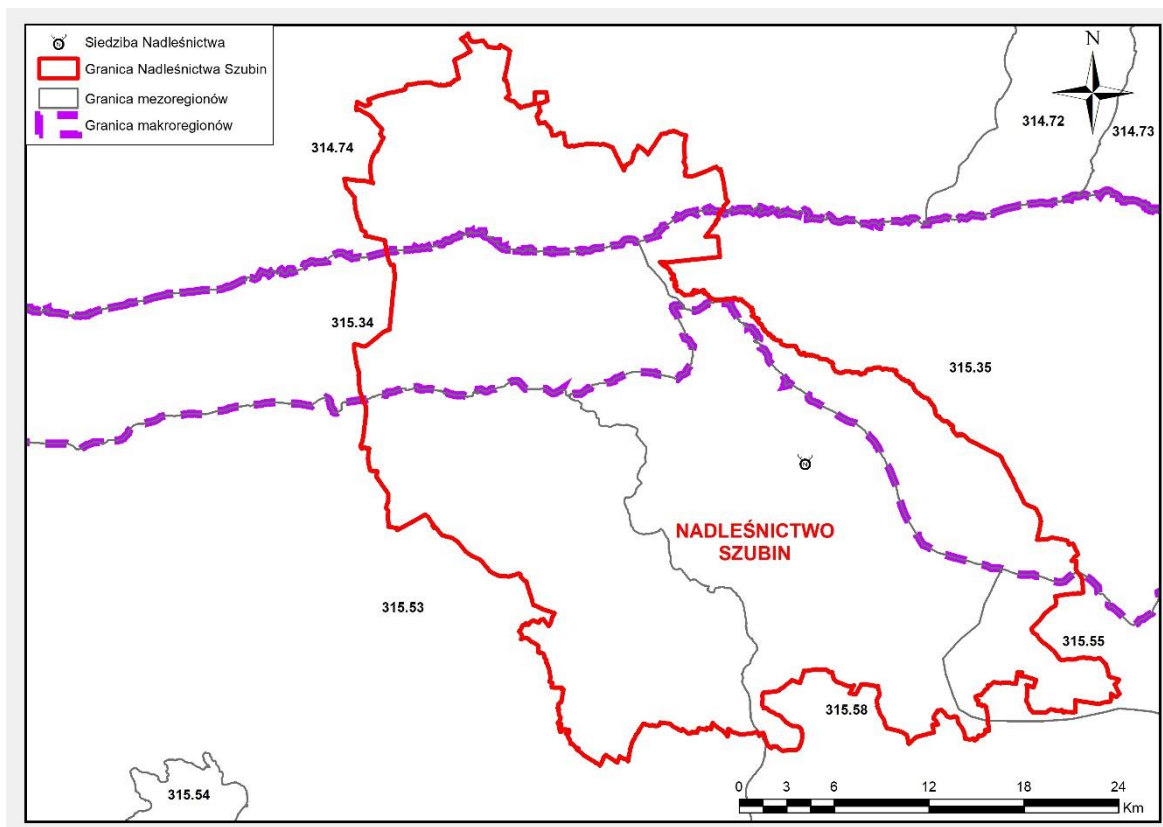 Siedziba Nadleśnictwa
Granica Nadleśnictwa Szubin
Granica mezoregionów
Granica makroregionów
N
314.72
314.73
314.74
315.34
315.35
N
NADLEŚNICTWO
SZUBIN
315.53
315.55
315.58
315.54
0 3 6 12 18 24
Km